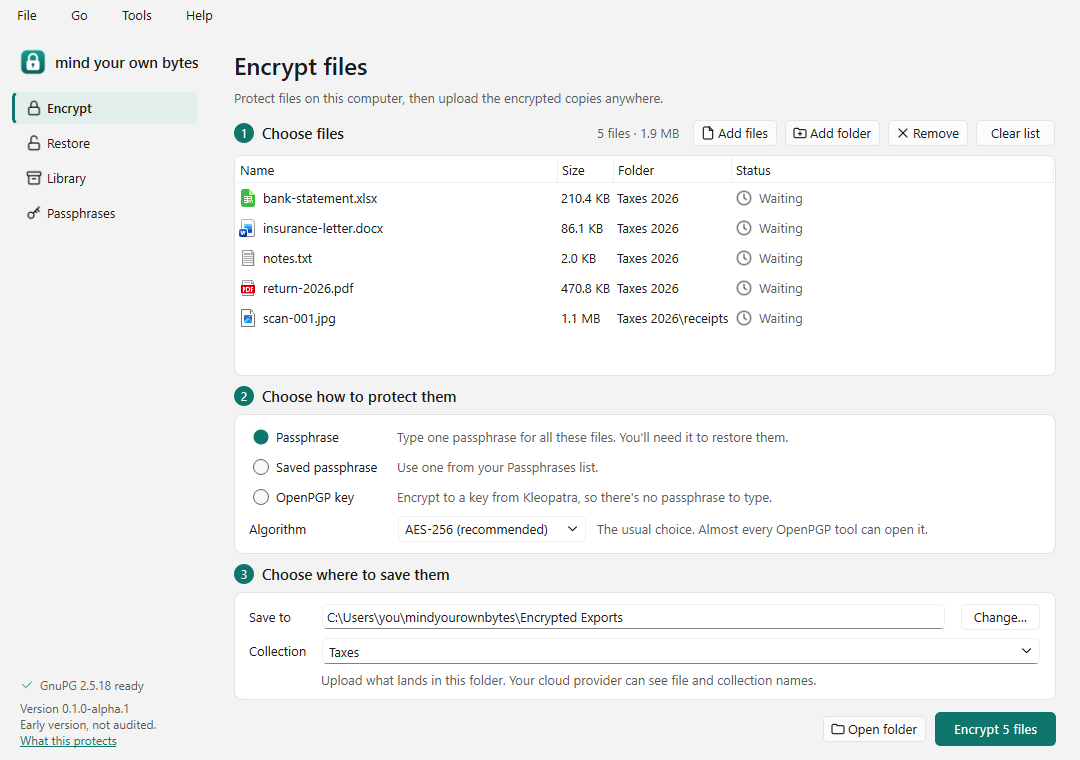 File Go Tools Help
mind your own bytes
Encrypt
Restore
Library
Passphrases
GnuPG 2.5.18 ready
Version 0.1.0-alpha.1
Early version, not audited.
What this protects
Encrypt files
Protect files on this computer, then upload the encrypted copies anywhere.
1 Choose files 5 files · 1.9 MB Add files Add folder Remove Clear list
Name Size Folder Status
bank-statement.xlsx 210.4 KB Taxes 2026 Waiting
insurance-letter.docx 86.1 KB Taxes 2026 Waiting
notes.txt 2.0 KB Taxes 2026 Waiting
return-2026.pdf 470.8 KB Taxes 2026 Waiting
scan-001.jpg 1.1 MB Taxes 2026\receipts Waiting
2 Choose how to protect them
Passphrase Type one passphrase for all these files. You'll need it to restore them.
Saved passphrase Use one from your Passphrases list.
OpenPGP key Encrypt to a key from Kleopatra, so there's no passphrase to type.
Algorithm AES-256 (recommended) The usual choice. Almost every OpenPGP tool can open it.
3 Choose where to save them
Save to C:\Users\you\mindyourownbytes\Encrypted Exports Change...
Collection Taxes
Upload what lands in this folder. Your cloud provider can see file and collection names.
Open folder Encrypt 5 files